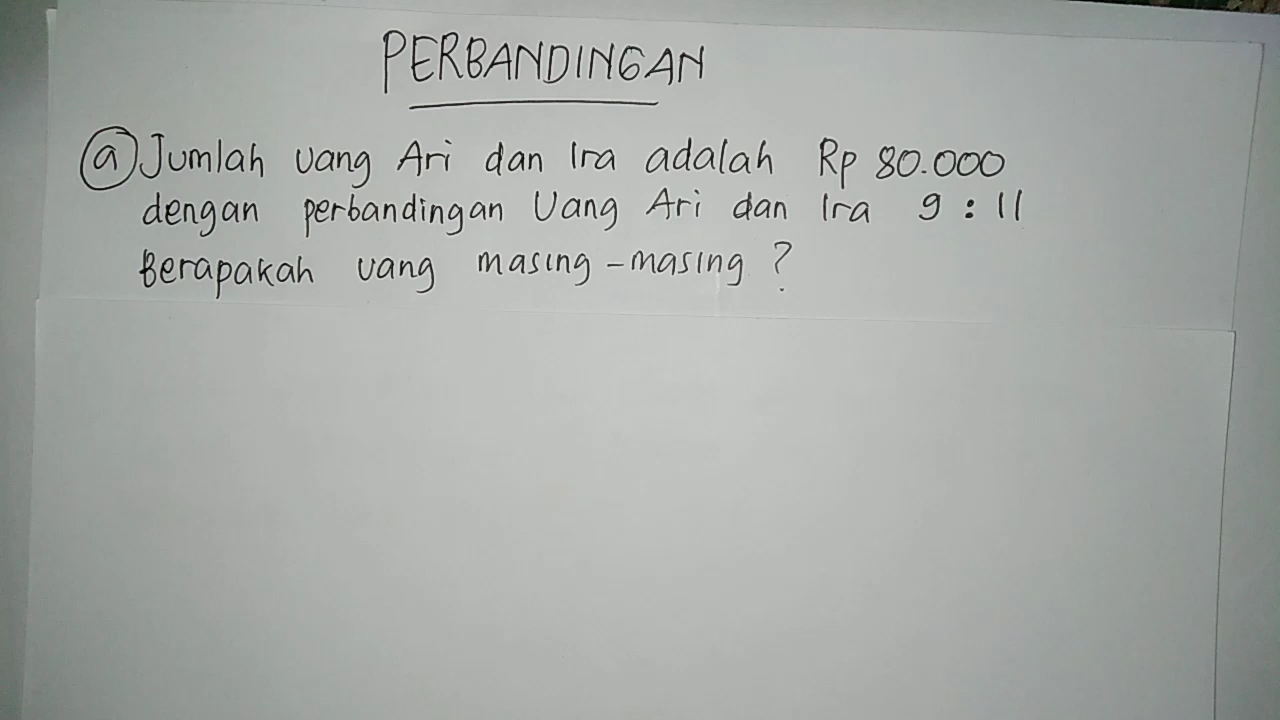 PERBANDINGAN
(a) Jumlah uang Ari dan Ira adalah Rp 80.000
dengan perbandingan Uang Ari dan Ira 9 : 11
Berapakah uang masing-masing ?